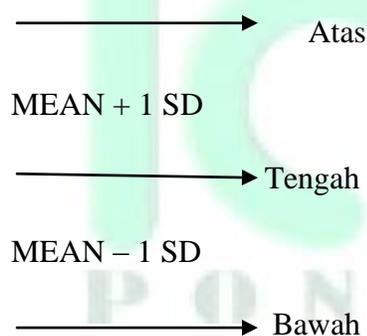 Atas
MEAN + 1 SD
Tengah
MEAN – 1 SD
Bawah
P O N